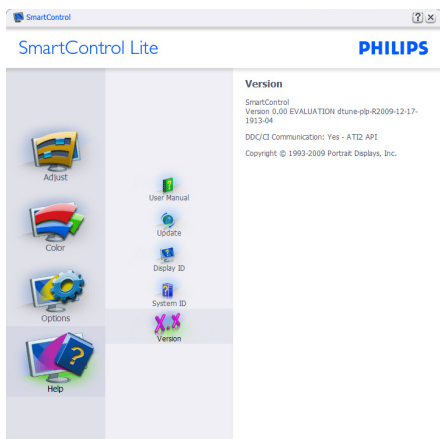 SmartControl
SmartControl Lite
PHILIPS
Adjust
Color
Options
Help
User Manual
Update
Display ID
System ID
X.X
Version
Version
SmartControl
Version 0.00 EVALUATION dtune-plp-R2009-12-17-
1913-04
DDC/CI Communication: Yes - ATI2 API
Copyright © 1993-2009 Portrait Displays, Inc.